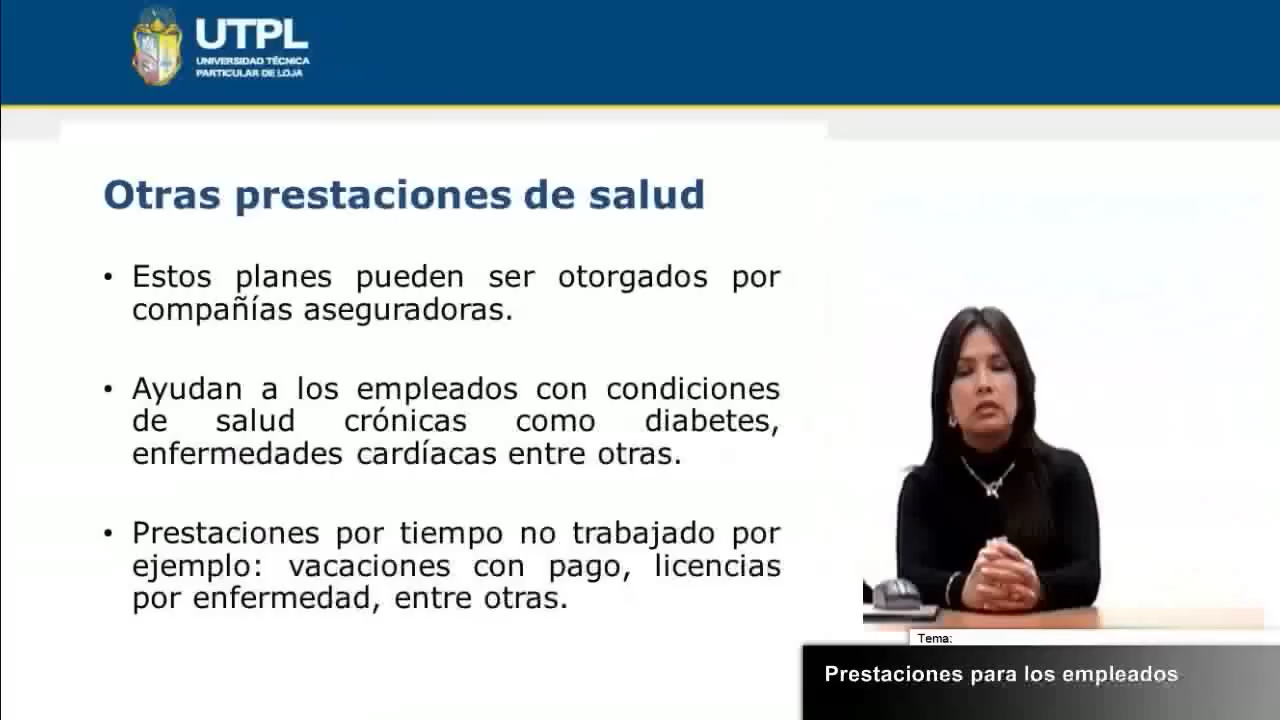 UTPL
UNIVERSIDAD TÉCNICA
PARTICULAR DE LOJA
Otras prestaciones de salud
• Estos planes pueden ser otorgados por
compañías aseguradoras.
• Ayudan a los empleados con condiciones
de salud crónicas como diabetes,
enfermedades cardíacas entre otras.
• Prestaciones por tiempo no trabajado por
ejemplo: vacaciones con pago, licencias
por enfermedad, entre otras.
Tema:
Prestaciones para los empleados